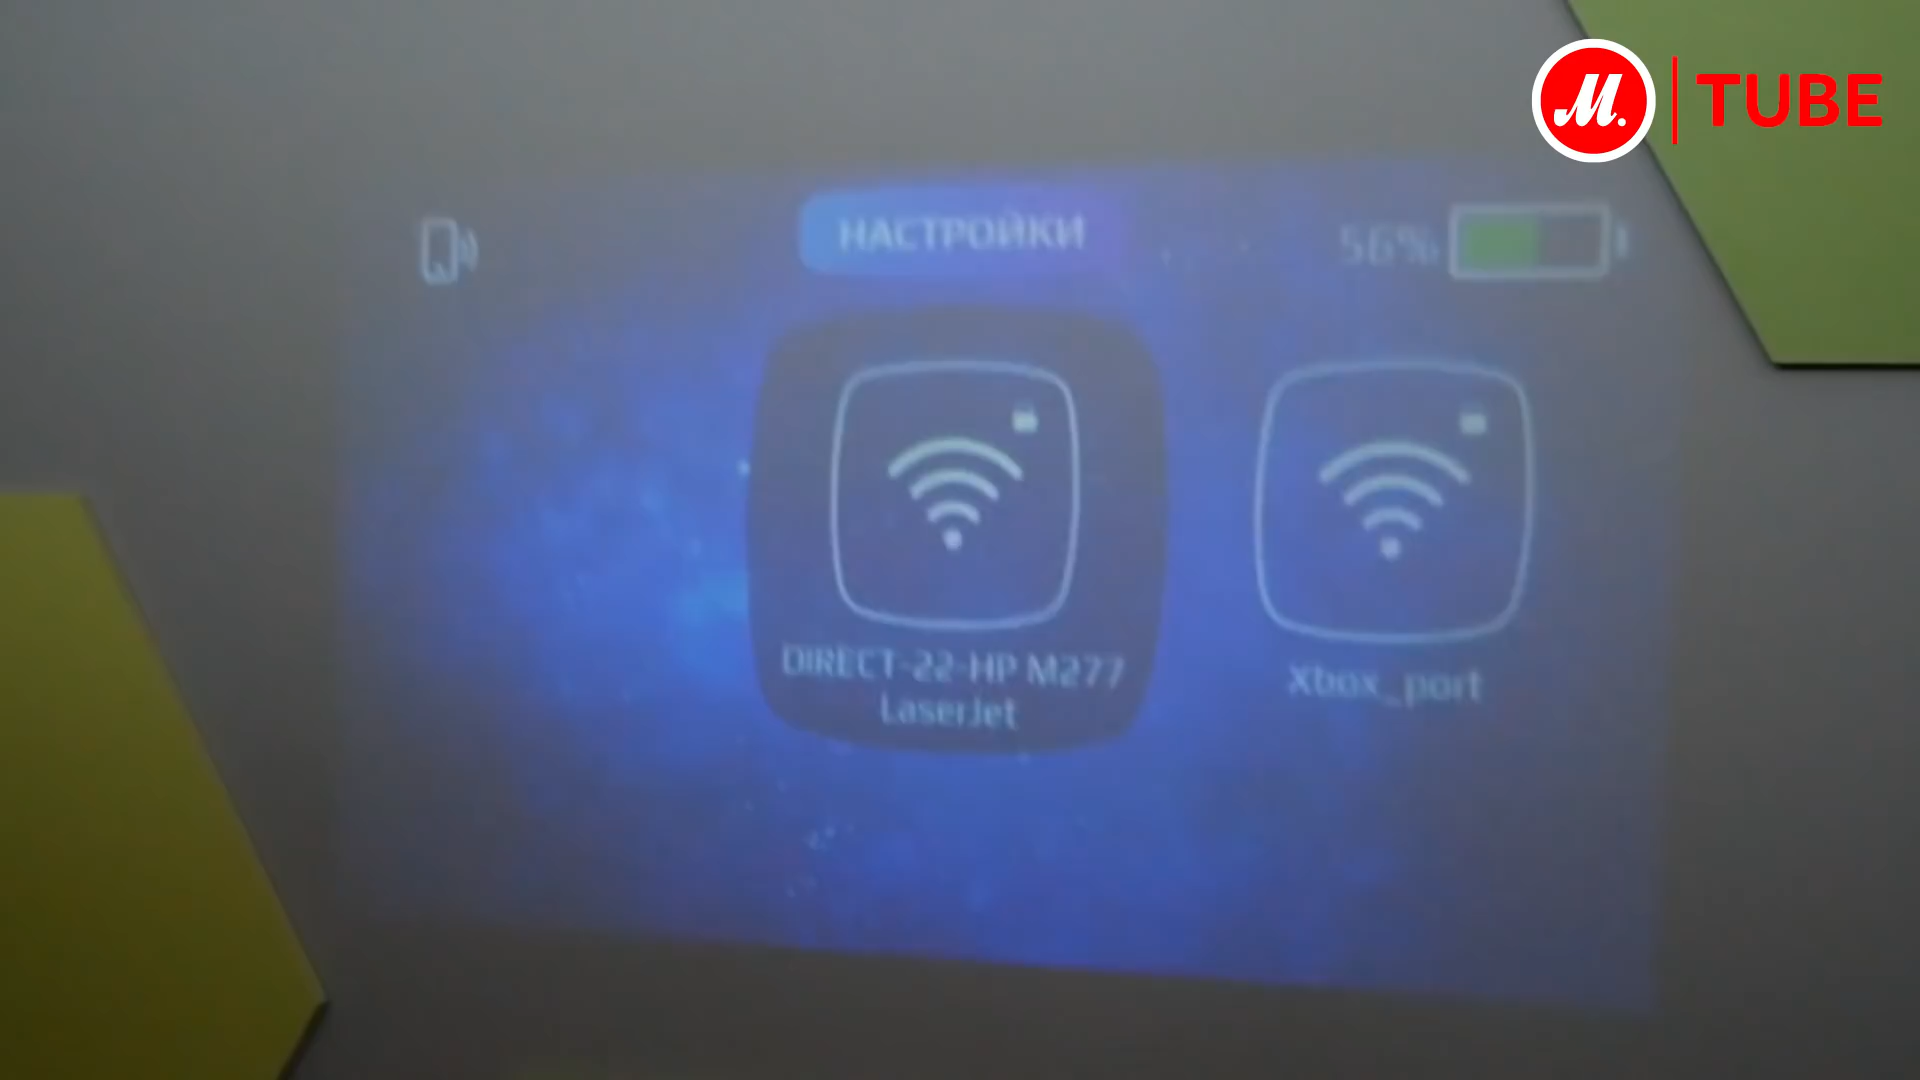 M. TUBE
НАСТРОЙКИ
56%
DIRECT-22-HP M277
LaserJet
Xbox_port